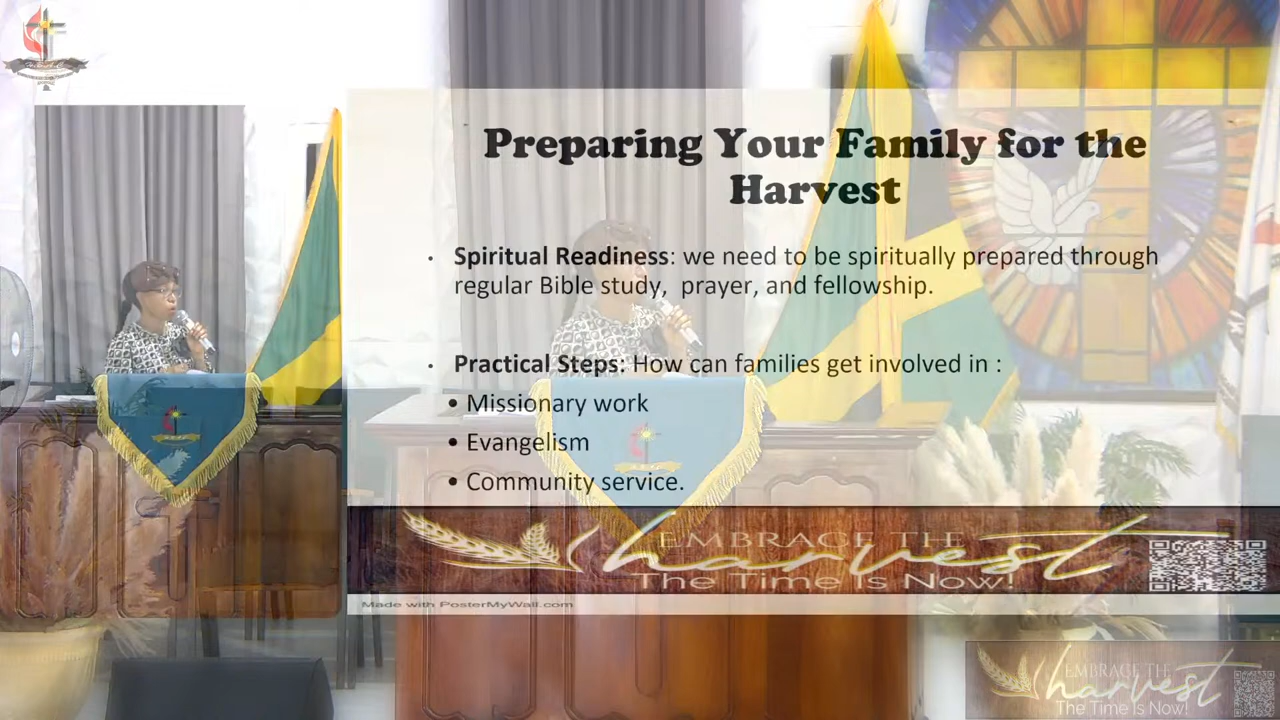 Preparing Your Family for the
Harvest
• Spiritual Readiness: we need to be spiritually prepared through
regular Bible study, prayer, and fellowship.
• Practical Steps: How can families get involved in :
• Missionary work
• Evangelism
• Community service.
EMBRACE THE
harvest
The Time Is Now!
Made with PosterMyWall.com
EMBRACE THE
harvest
The Time Is Now!